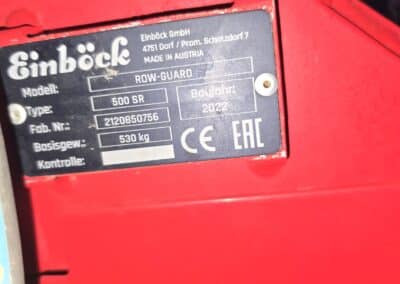 Einböck
Einböck GmbH
4751 Dorf / Pram, Schatzdorf 7
MADE IN AUSTRIA
Modell: ROW-GUARD
Type: 500 SR
Baujahr: 2022
Fab. Nr.: 2120650756
Basisgew.: 530 kg
Kontrolle:
CE EAC